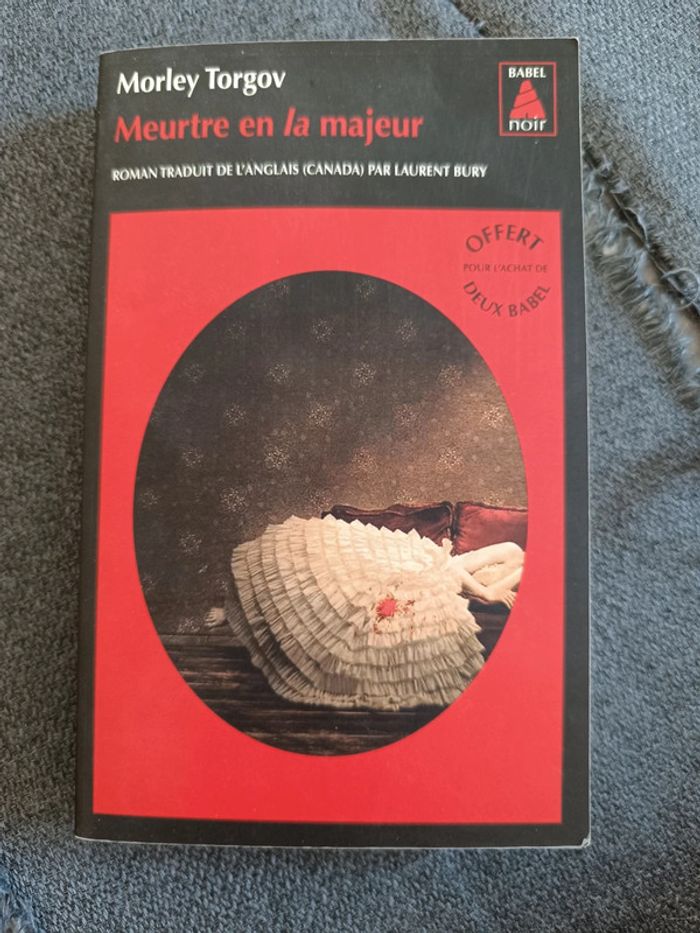 Morley Torgov
BABEL
noir
Meurtre en la majeur
ROMAN TRADUIT DE L'ANGLAIS (CANADA) PAR LAURENT BURY
OFFERT
POUR L'ACHAT DE
DEUX BABEL